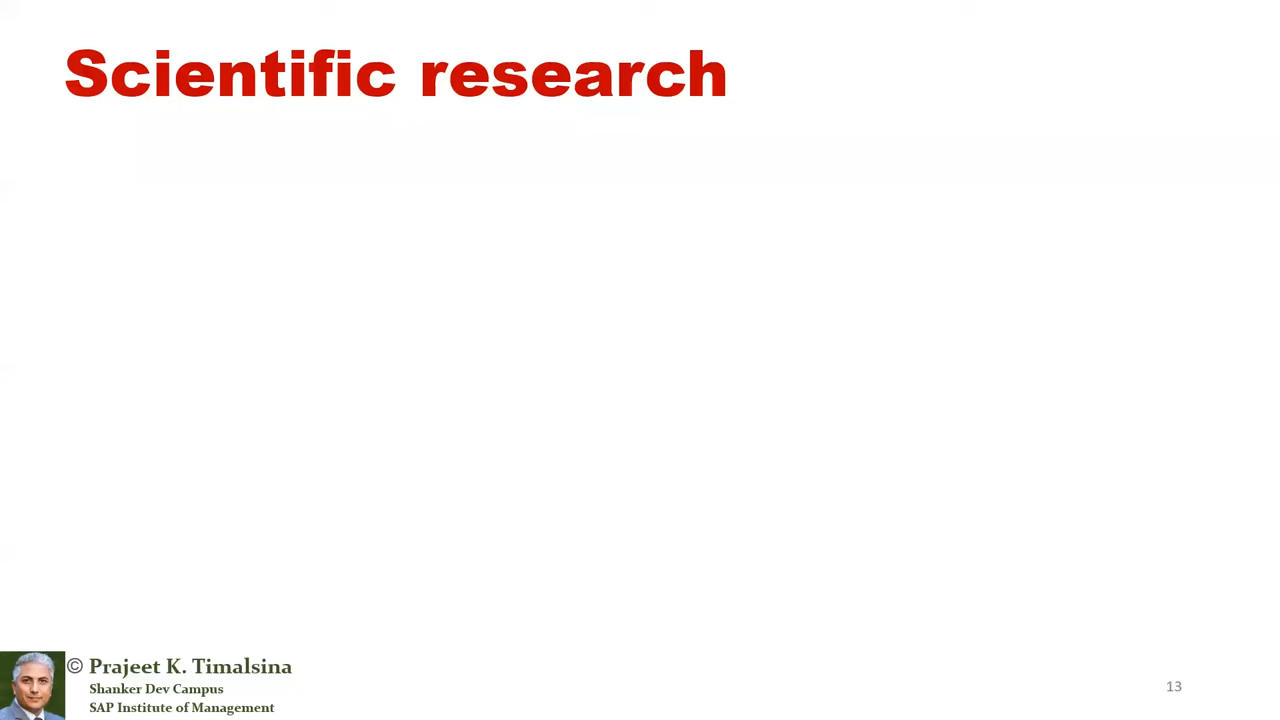 Scientific research
© Prajeet K. Timalsina
Shanker Dev Campus
SAP Institute of Management
13